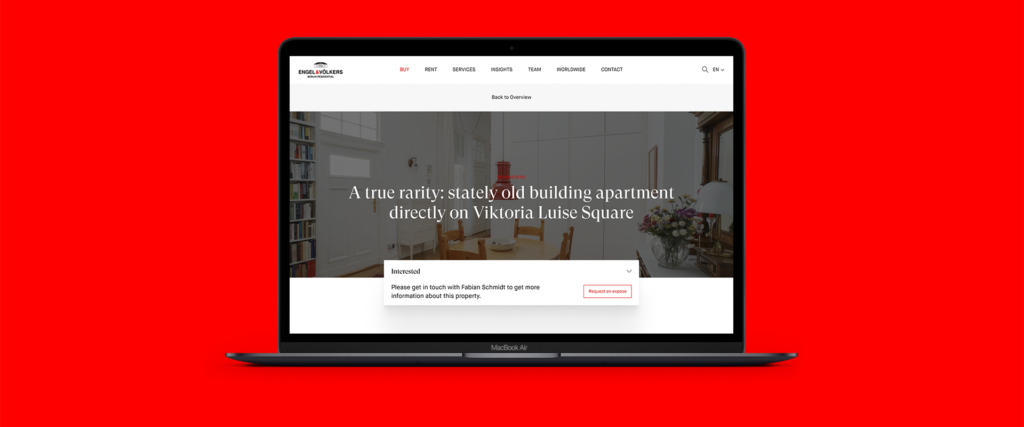 ENGEL&VÖLKERS
BERLIN RESIDENTIAL
BUY RENT SERVICES INSIGHTS TEAM WORLDWIDE CONTACT
EN
Back to Overview
A true rarity: stately old building apartment
directly on Viktoria Luise Square
Interested
Please get in touch with Fabian Schmidt to get more
information about this property.
Request an expose
MacBook Air